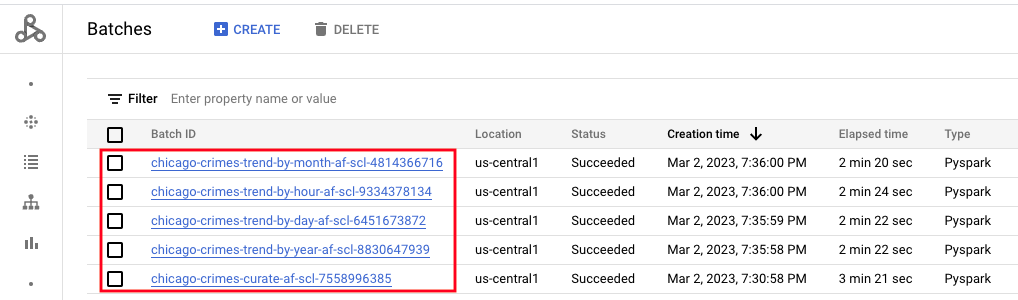 Batches CREATE DELETE
Filter Enter property name or value
Batch ID Location Status Creation time Elapsed time Type
chicago-crimes-trend-by-month-af-scl-4814366716 us-central1 Succeeded Mar 2, 2023, 7:36:00 PM 2 min 20 sec Pyspark
chicago-crimes-trend-by-hour-af-scl-9334378134 us-central1 Succeeded Mar 2, 2023, 7:36:00 PM 2 min 24 sec Pyspark
chicago-crimes-trend-by-day-af-scl-6451673872 us-central1 Succeeded Mar 2, 2023, 7:35:59 PM 2 min 22 sec Pyspark
chicago-crimes-trend-by-year-af-scl-8830647939 us-central1 Succeeded Mar 2, 2023, 7:35:58 PM 2 min 22 sec Pyspark
chicago-crimes-curate-af-scl-7558996385 us-central1 Succeeded Mar 2, 2023, 7:30:58 PM 3 min 21 sec Pyspark